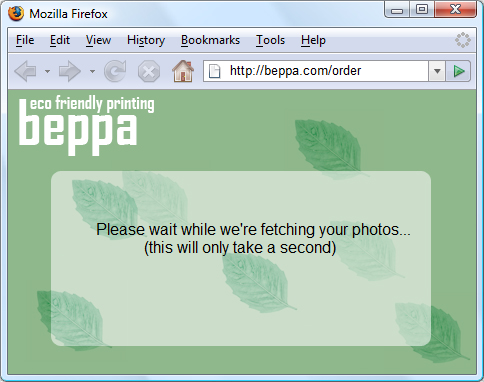 Mozilla Firefox
File Edit View History Bookmarks Tools Help
http://beppa.com/order
eco friendly printing
beppa
Please wait while we're fetching your photos...
(this will only take a second)